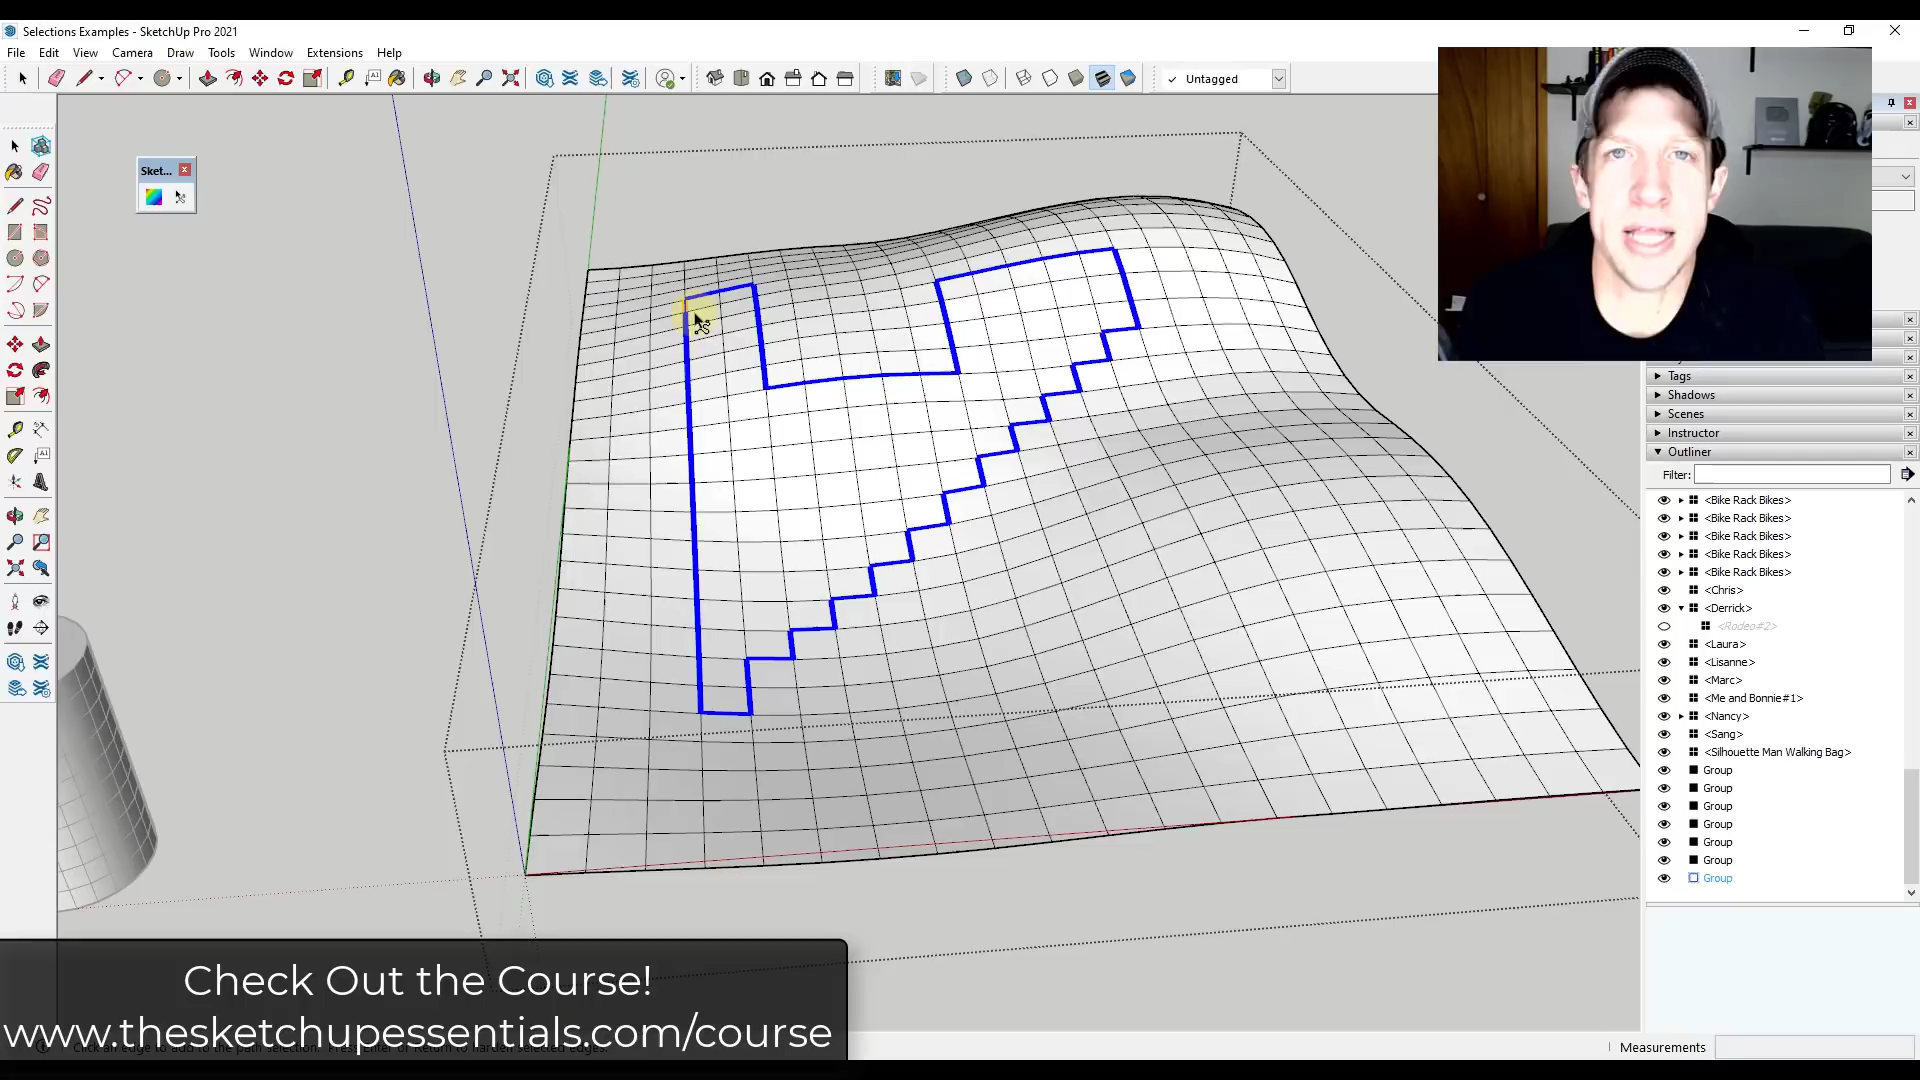 Selections Examples - SketchUp Pro 2021
File Edit View Camera Draw Tools Window Extensions Help
Untagged
Sket...
Tags
Shadows
Scenes
Instructor
Outliner
Filter:
<Bike Rack Bikes>
<Bike Rack Bikes>
<Bike Rack Bikes>
<Bike Rack Bikes>
<Bike Rack Bikes>
<Chris>
<Derrick>
<Rodeo#2>
<Laura>
<Lisanne>
<Marc>
<Me and Bonnie#1>
<Nancy>
<Sang>
<Silhouette Man Walking Bag>
Group
Group
Group
Group
Group
Group
Group
Check Out the Course!
www.thesketchupessentials.com/course
Measurements